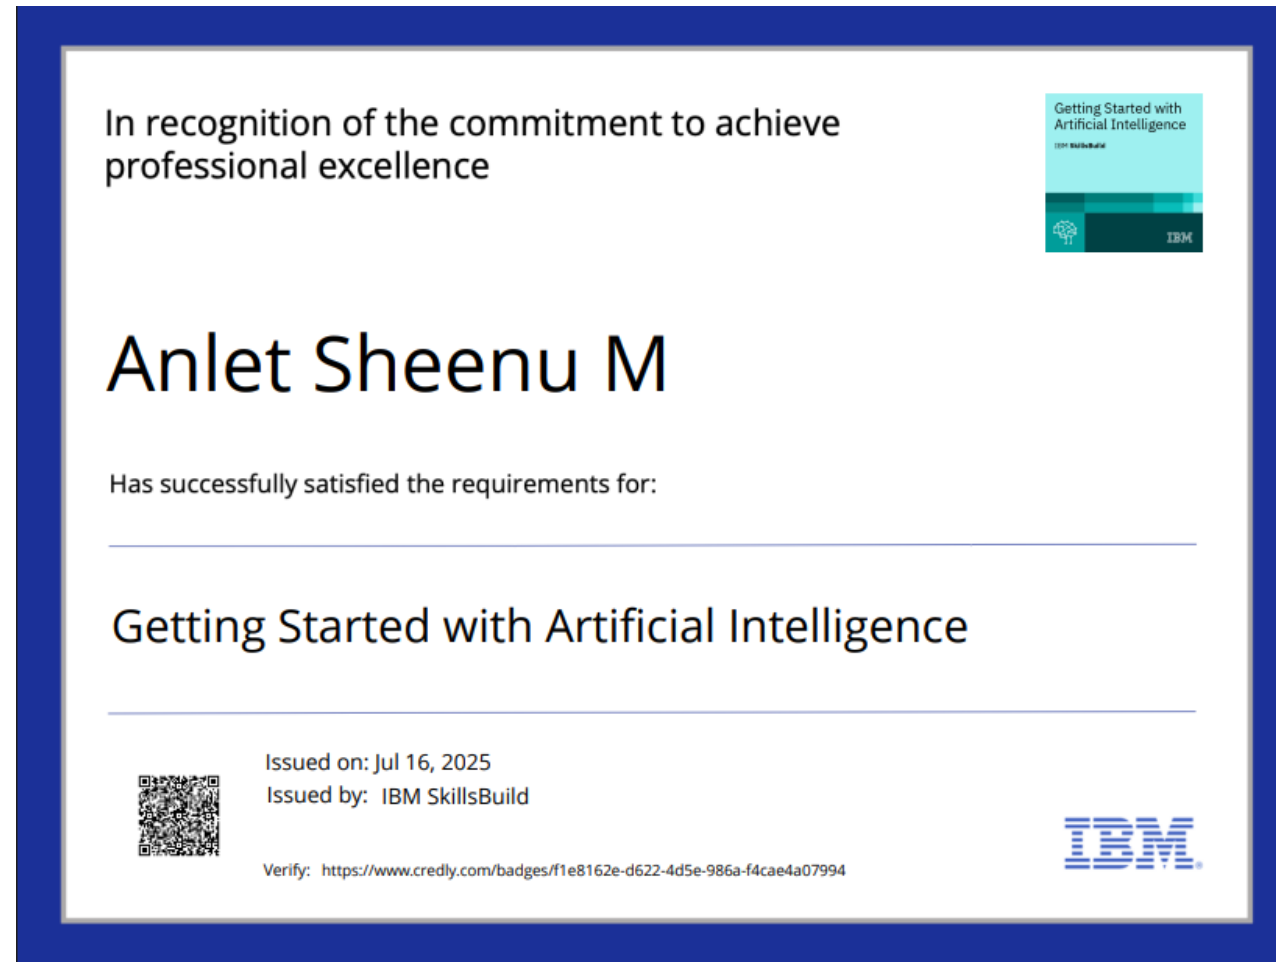 In recognition of the commitment to achieve
professional excellence
Getting Started with
Artificial Intelligence
IBM SkillsBuild
IBM
Anlet Sheenu M
Has successfully satisfied the requirements for:
Getting Started with Artificial Intelligence
Issued on: Jul 16, 2025
Issued by: IBM SkillsBuild
Verify: https://www.credly.com/badges/f1e8162e-d622-4d5e-986a-f4cae4a07994
IBM®